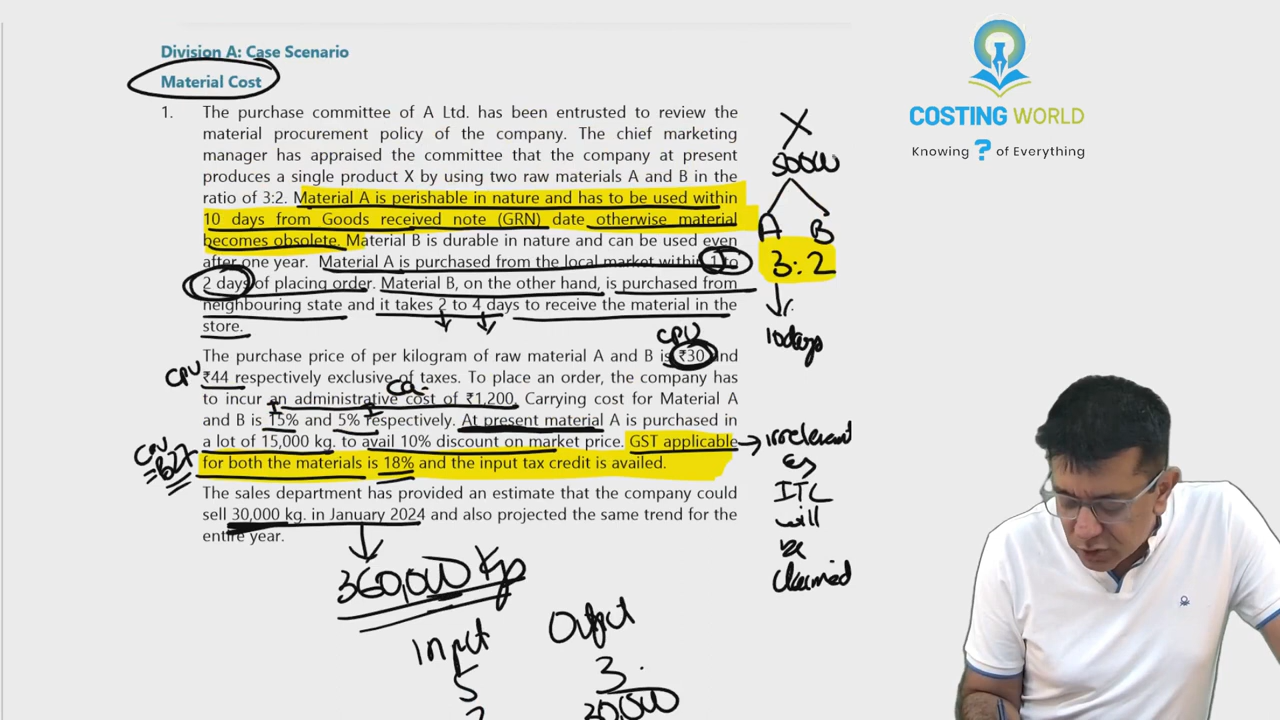 Division A: Case Scenario
Material Cost
1. The purchase committee of A Ltd. has been entrusted to review the
material procurement policy of the company. The chief marketing
manager has appraised the committee that the company at present
produces a single product X by using two raw materials A and B in the
ratio of 3:2. Material A is perishable in nature and has to be used within
10 days from Goods received note (GRN) date otherwise material
becomes obsolete. Material B is durable in nature and can be used even
after one year. Material A is purchased from the local market within 1 to
2 days of placing order. Material B, on the other hand, is purchased from
neighbouring state and it takes 2 to 4 days to receive the material in the
store.
The purchase price of per kilogram of raw material A and B is ₹30 and
₹44 respectively exclusive of taxes. To place an order, the company has
to incur an administrative cost of ₹1,200. Carrying cost for Material A
and B is 15% and 5% respectively. At present material A is purchased in
a lot of 15,000 kg. to avail 10% discount on market price. GST applicable
for both the materials is 18% and the input tax credit is availed.
The sales department has provided an estimate that the company could
sell 30,000 kg. in January 2024 and also projected the same trend for the
entire year.
COSTING WORLD
Knowing ? of Everything
X
A B
3:2
10 days
CPU
CPU
I I
irrelevant
as
ITC
will
be
claimed
360,000 Kgs
Input Output
5 3
30,000